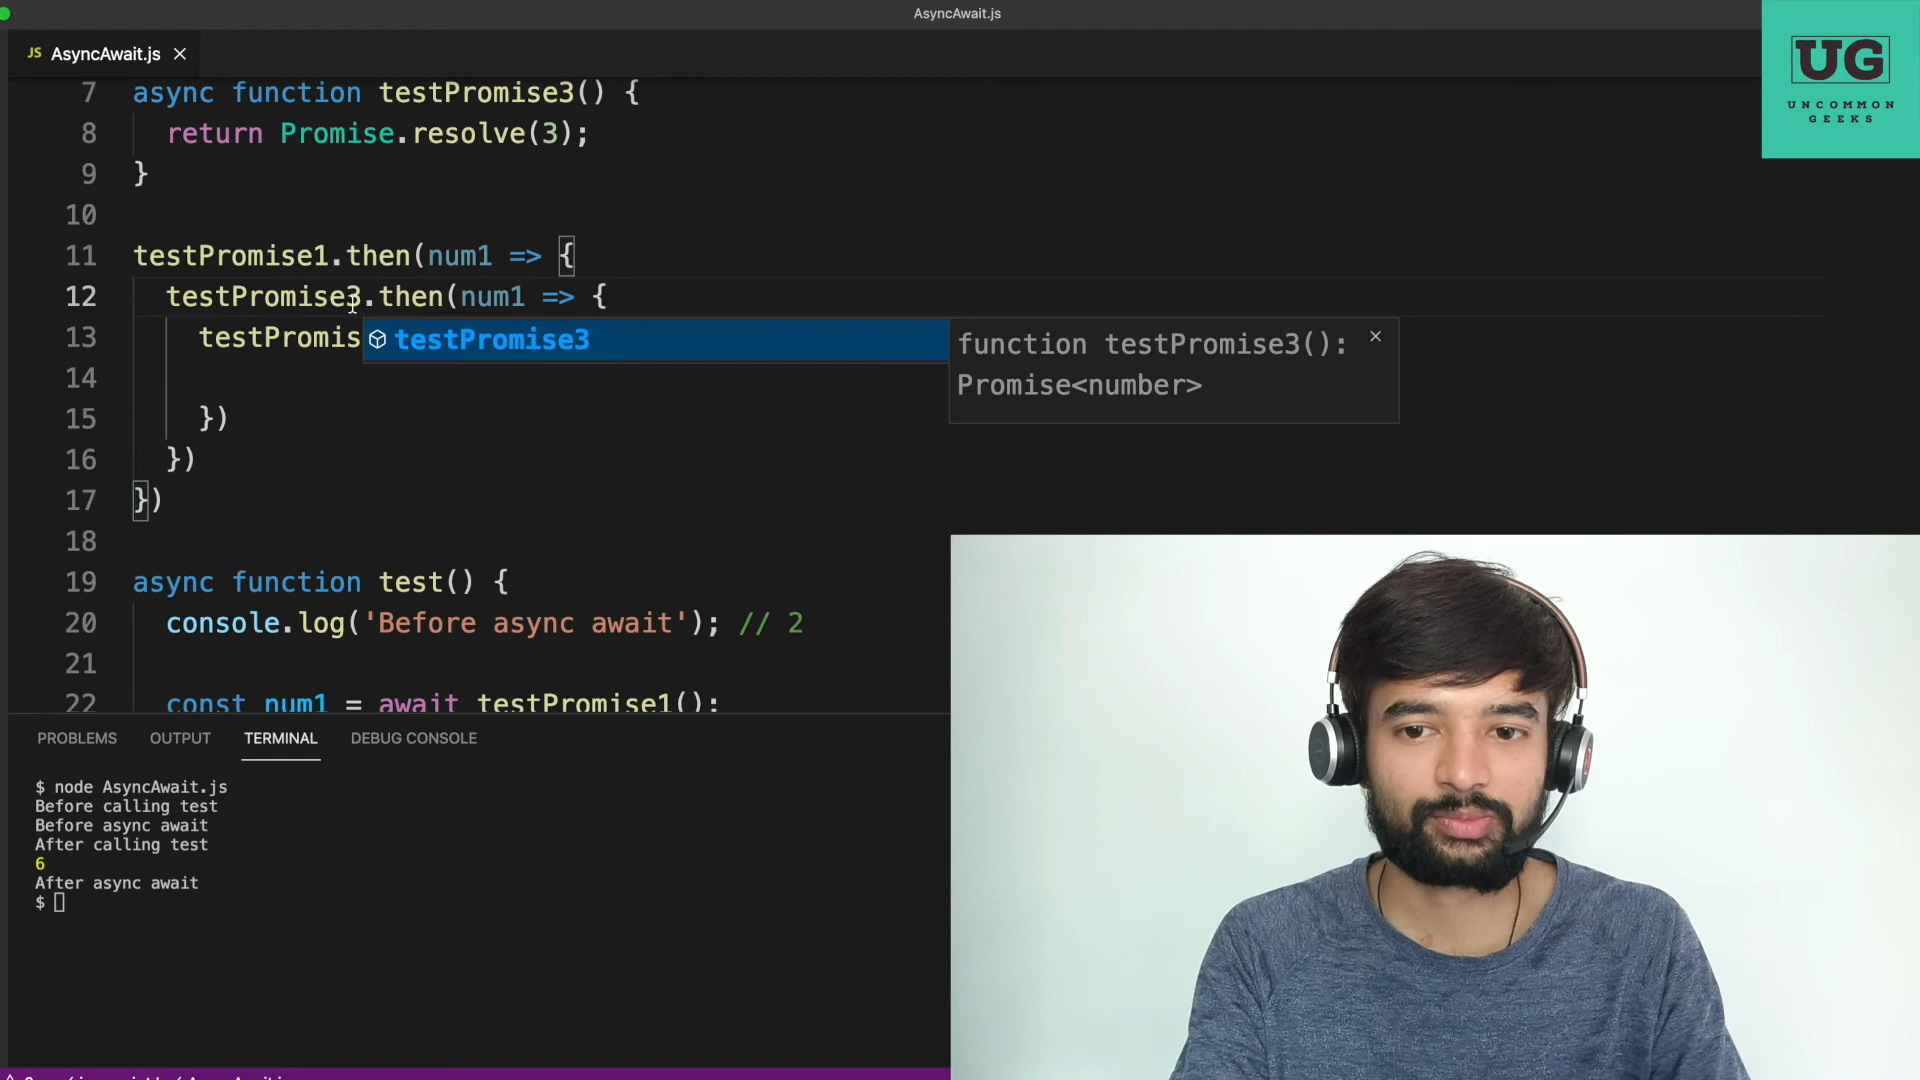 AsyncAwait.js
JS AsyncAwait.js ×
UG
UNCOMMON
GEEKS
7 async function testPromise3() {
8 return Promise.resolve(3);
9 }
10
11 testPromise1.then(num1 => {
12 testPromise3.then(num1 => {
13 testPromis
testPromise3
function testPromise3():
Promise<number>
×
14
15 })
16 })
17 })
18
19 async function test() {
20 console.log('Before async await'); // 2
21
22 const num1 = await testPromise1();
PROBLEMS OUTPUT TERMINAL DEBUG CONSOLE
$ node AsyncAwait.js
Before calling test
Before async await
After calling test
6
After async await
$